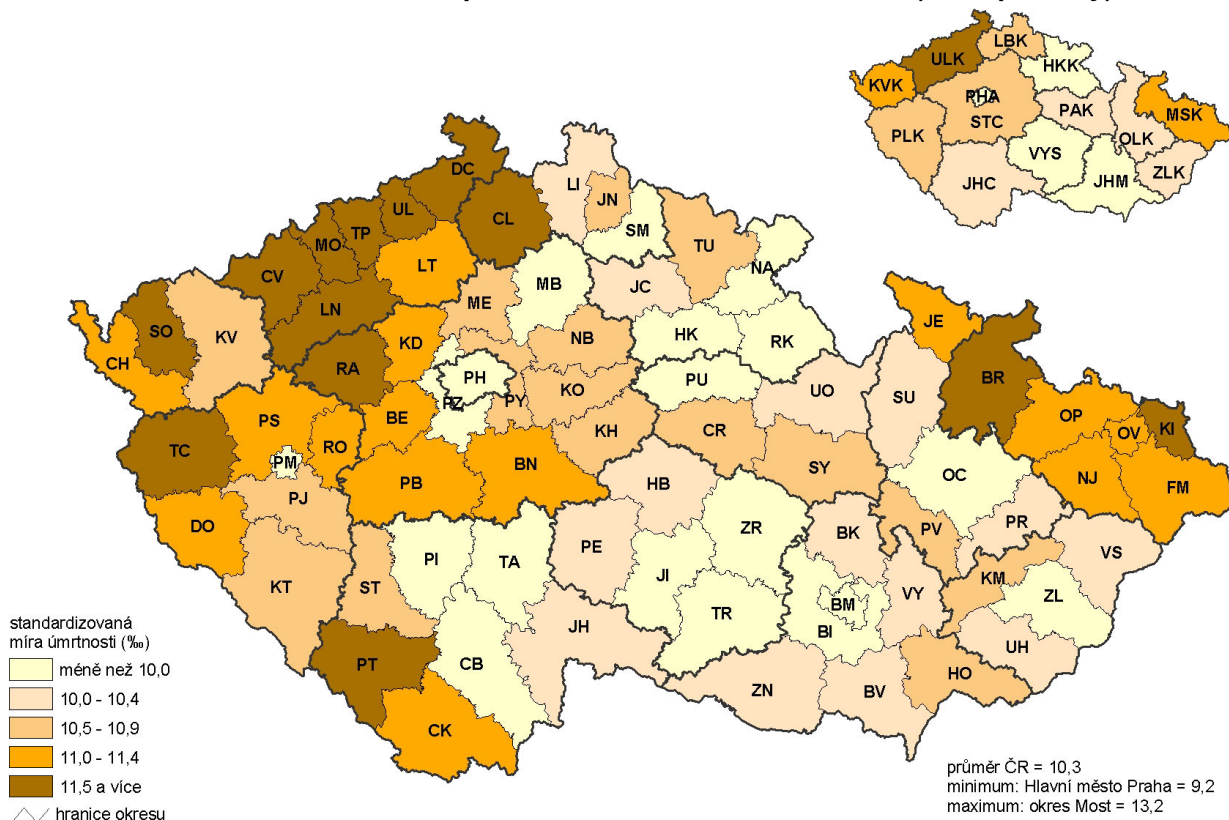 LBK
ULK
HKK
KVK
PHA
PAK
MSK
STC
PLK
OLK
VYS
ZLK
JHC
JHM
DC
LI
UL
JN
CL
TP
MO
SM
TU
LT
CV
NA
MB
JC
LN
ME
SO
JE
KV
KD
NB
HK
RK
CH
RA
PH
PU
BR
KO
UO
SU
PZ
PY
BE
OP
PS
CR
KH
OV
KI
RO
TC
PM
BN
SY
OC
NJ
PB
HB
FM
PJ
PR
DO
ZR
BK
PV
PE
VS
PI
TA
JI
KM
KT
ST
VY
ZL
BM
TR
JH
BI
UH
PT
CB
HO
ZN
BV
CK
standardizovaná
míra úmrtnosti (‰)
méně než 10,0
10,0 - 10,4
10,5 - 10,9
11,0 - 11,4
11,5 a více
hranice okresu
průměr ČR = 10,3
minimum: Hlavní město Praha = 9,2
maximum: okres Most = 13,2